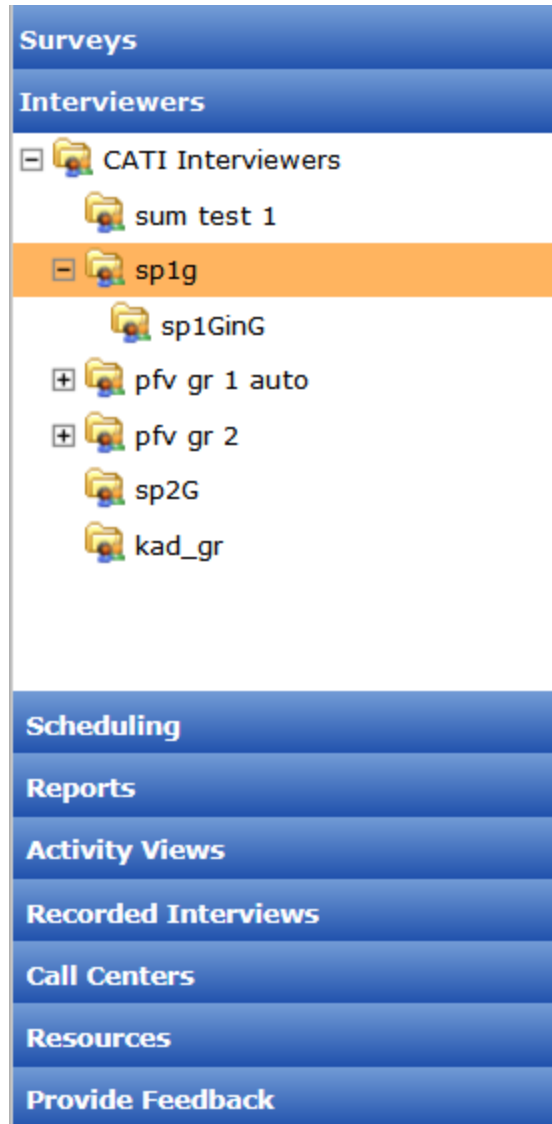 Surveys
Interviewers
CATI Interviewers
sum test 1
sp1g
sp1GinG
pfv gr 1 auto
pfv gr 2
sp2G
kad_gr
Scheduling
Reports
Activity Views
Recorded Interviews
Call Centers
Resources
Provide Feedback